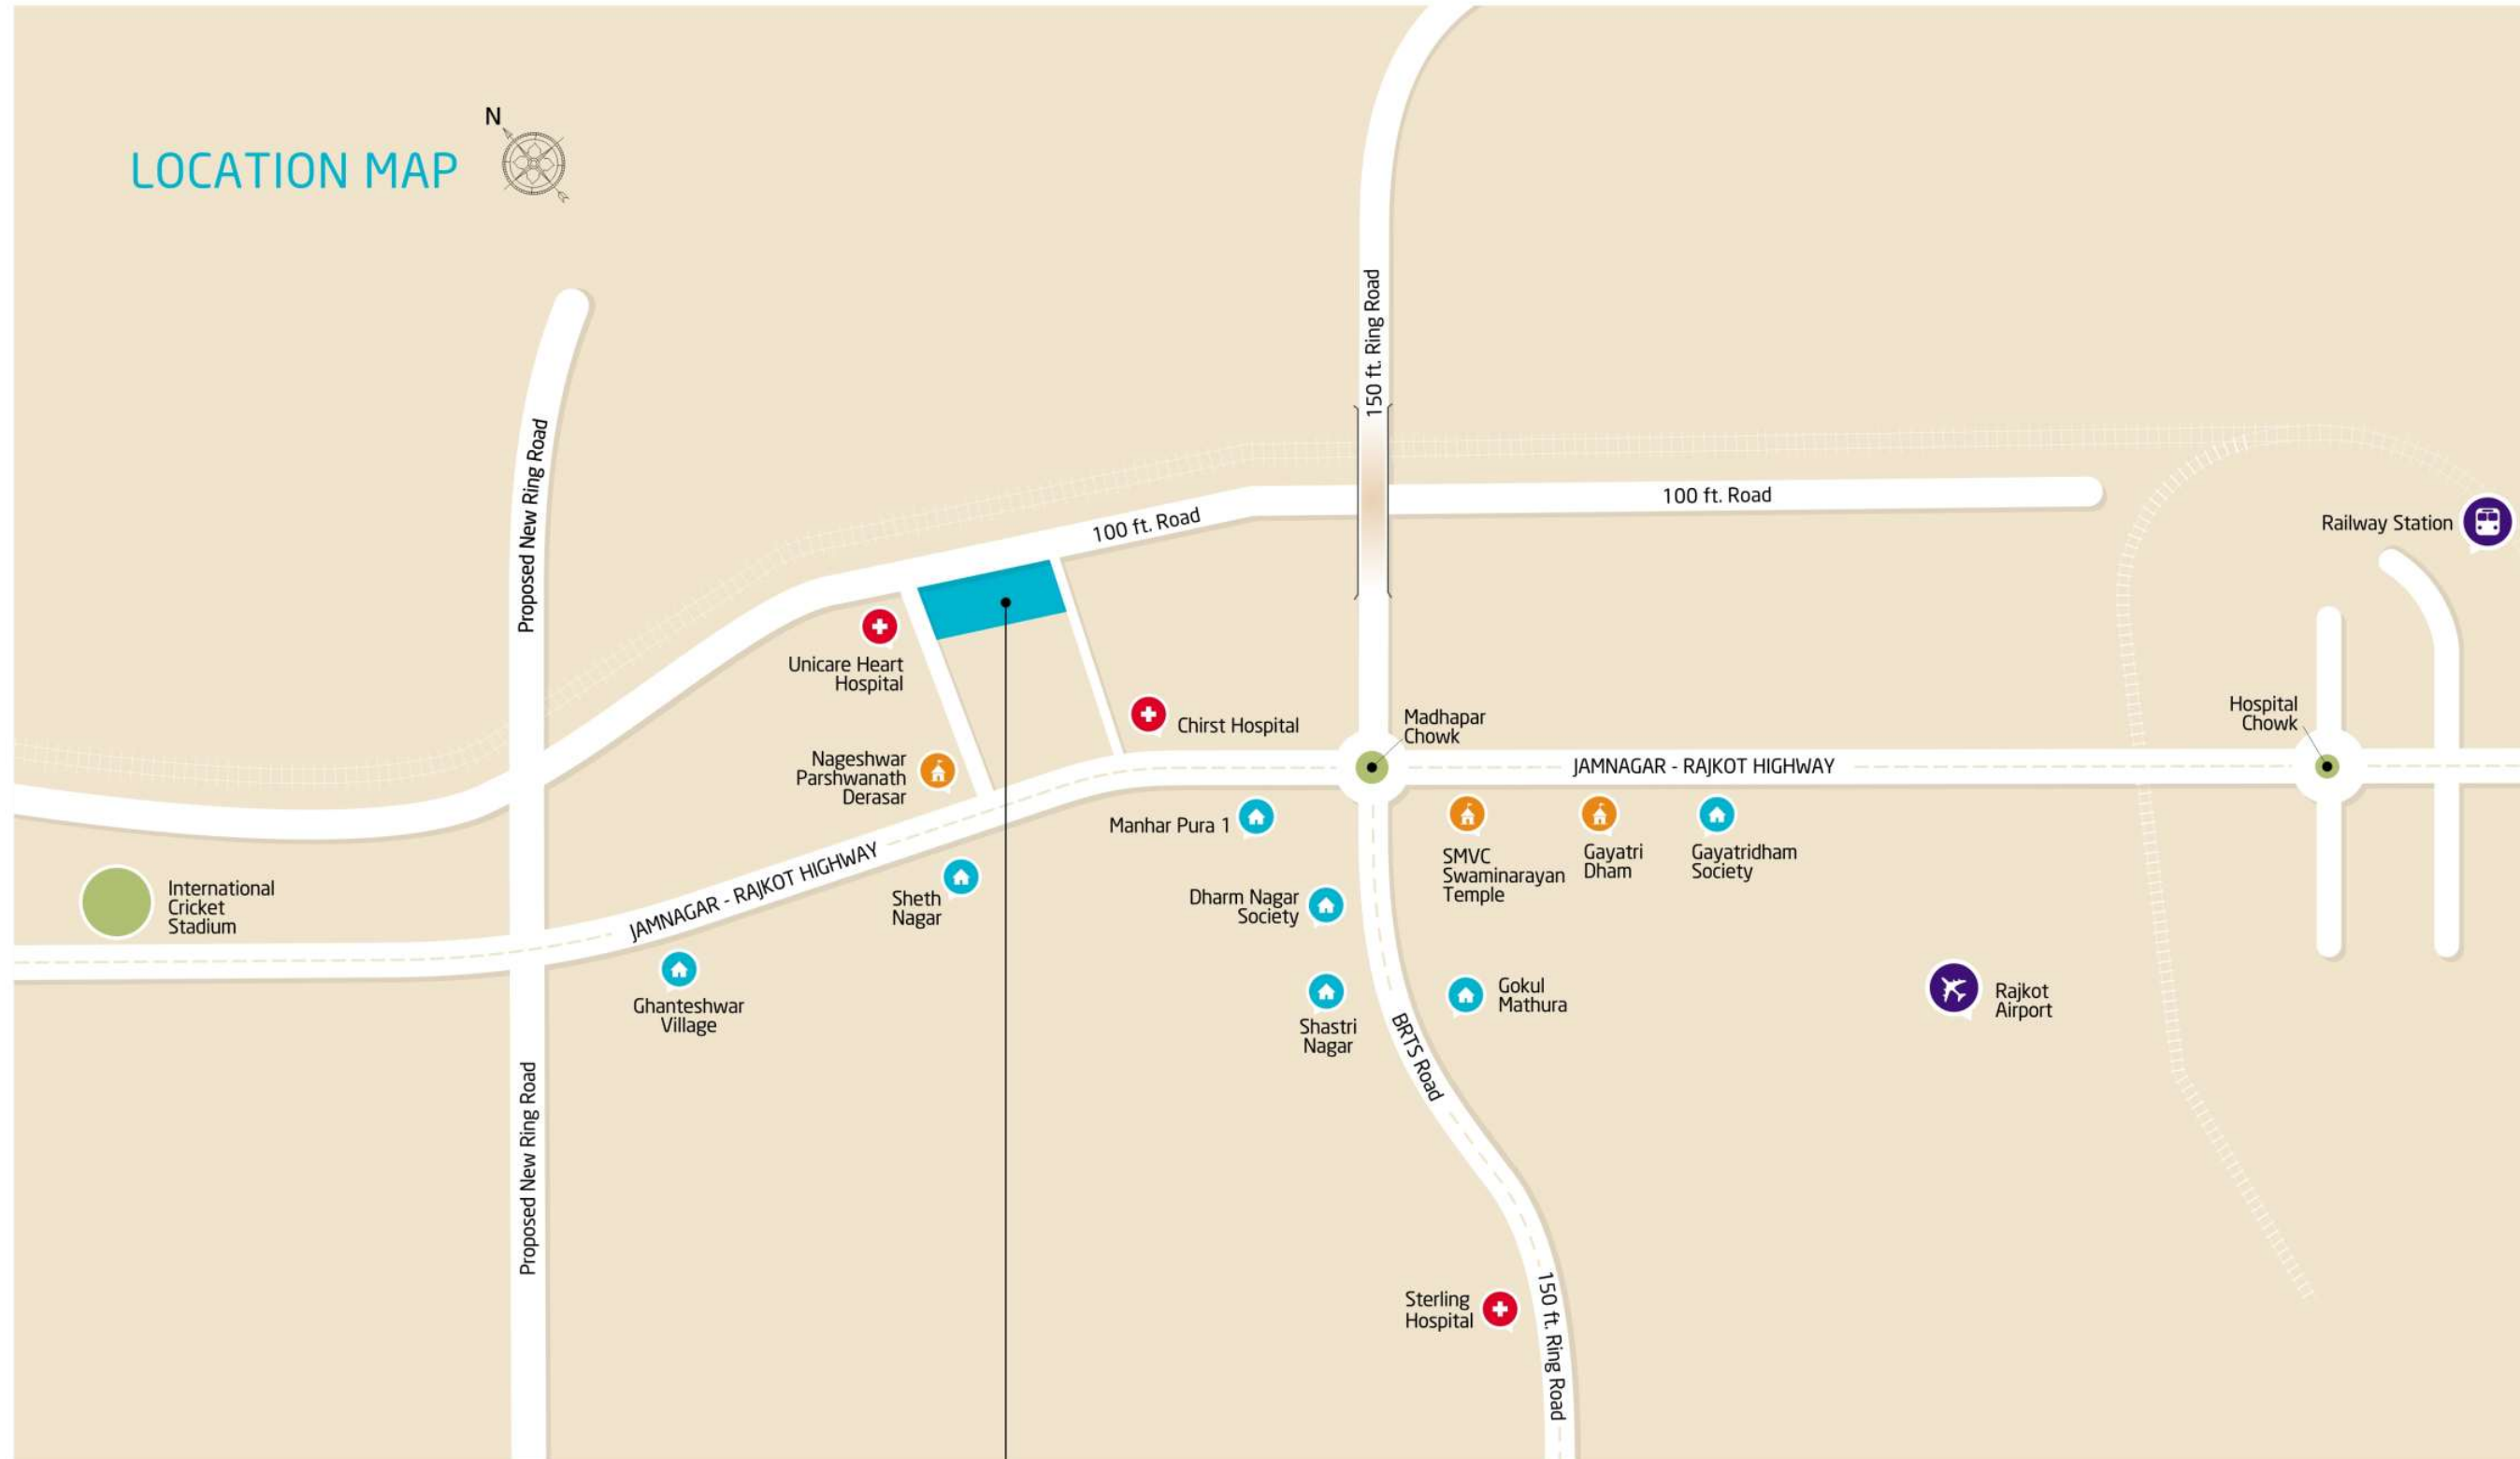 N
LOCATION MAP
150 ft. Ring Road
Proposed New Ring Road
100 ft. Road
100 ft. Road
Railway Station
Unicare Heart
Hospital
Chirst Hospital
Madhapar
Chowk
Hospital
Chowk
Nageshwar
Parshwanath
Derasar
JAMNAGAR - RAJKOT HIGHWAY
Manhar Pura 1
SMVC
Swaminarayan
Temple
Gayatri
Dham
Gayatridham
Society
International
Cricket
Stadium
JAMNAGAR - RAJKOT HIGHWAY
Sheth
Nagar
Dharm Nagar
Society
Ghanteshwar
Village
Shastri
Nagar
Gokul
Mathura
Rajkot
Airport
BRTS Road
Proposed New Ring Road
Sterling
Hospital
150 ft. Ring Road